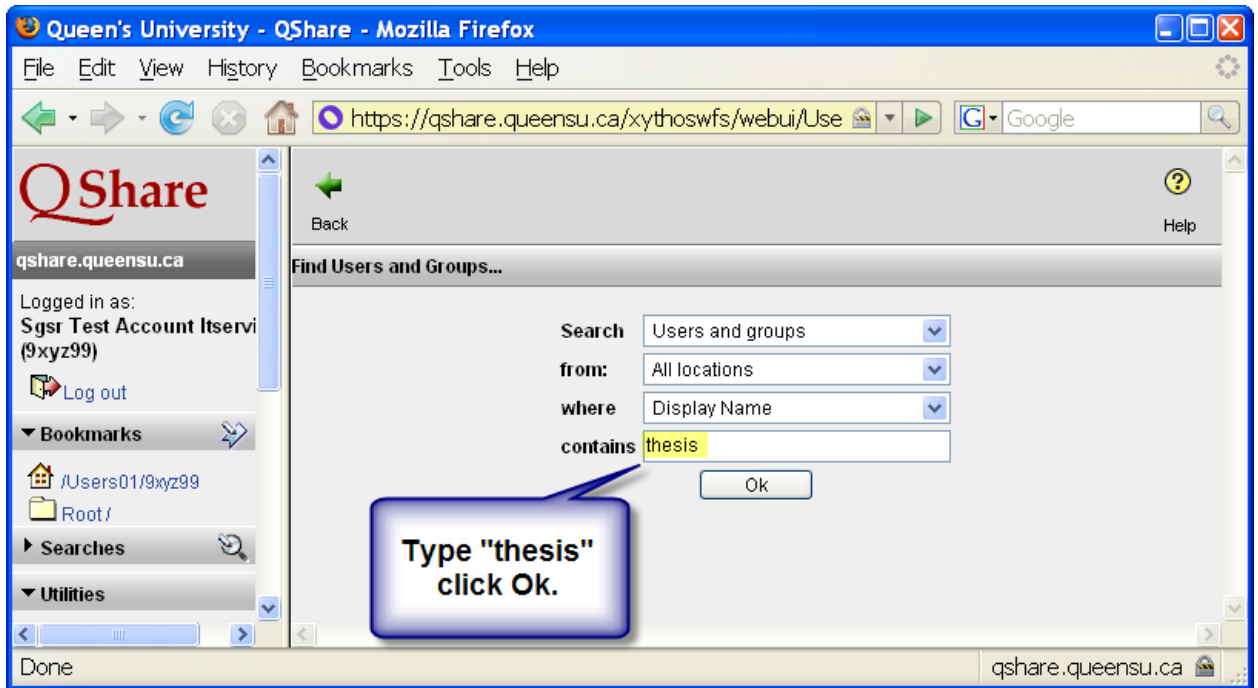 Queen's University - QShare - Mozilla Firefox
File Edit View History Bookmarks Tools Help
https://qshare.queensu.ca/xythoswfs/webui/Use
G Google
QShare
Back
Help
qshare.queensu.ca
Find Users and Groups...
Logged in as:
Sgsr Test Account Itservi
(9xyz99)
Log out
Search Users and groups
from: All locations
where Display Name
contains thesis
Ok
Bookmarks
/Users01/9xyz99
Root /
Searches
Utilities
Type "thesis"
click Ok.
Done
qshare.queensu.ca